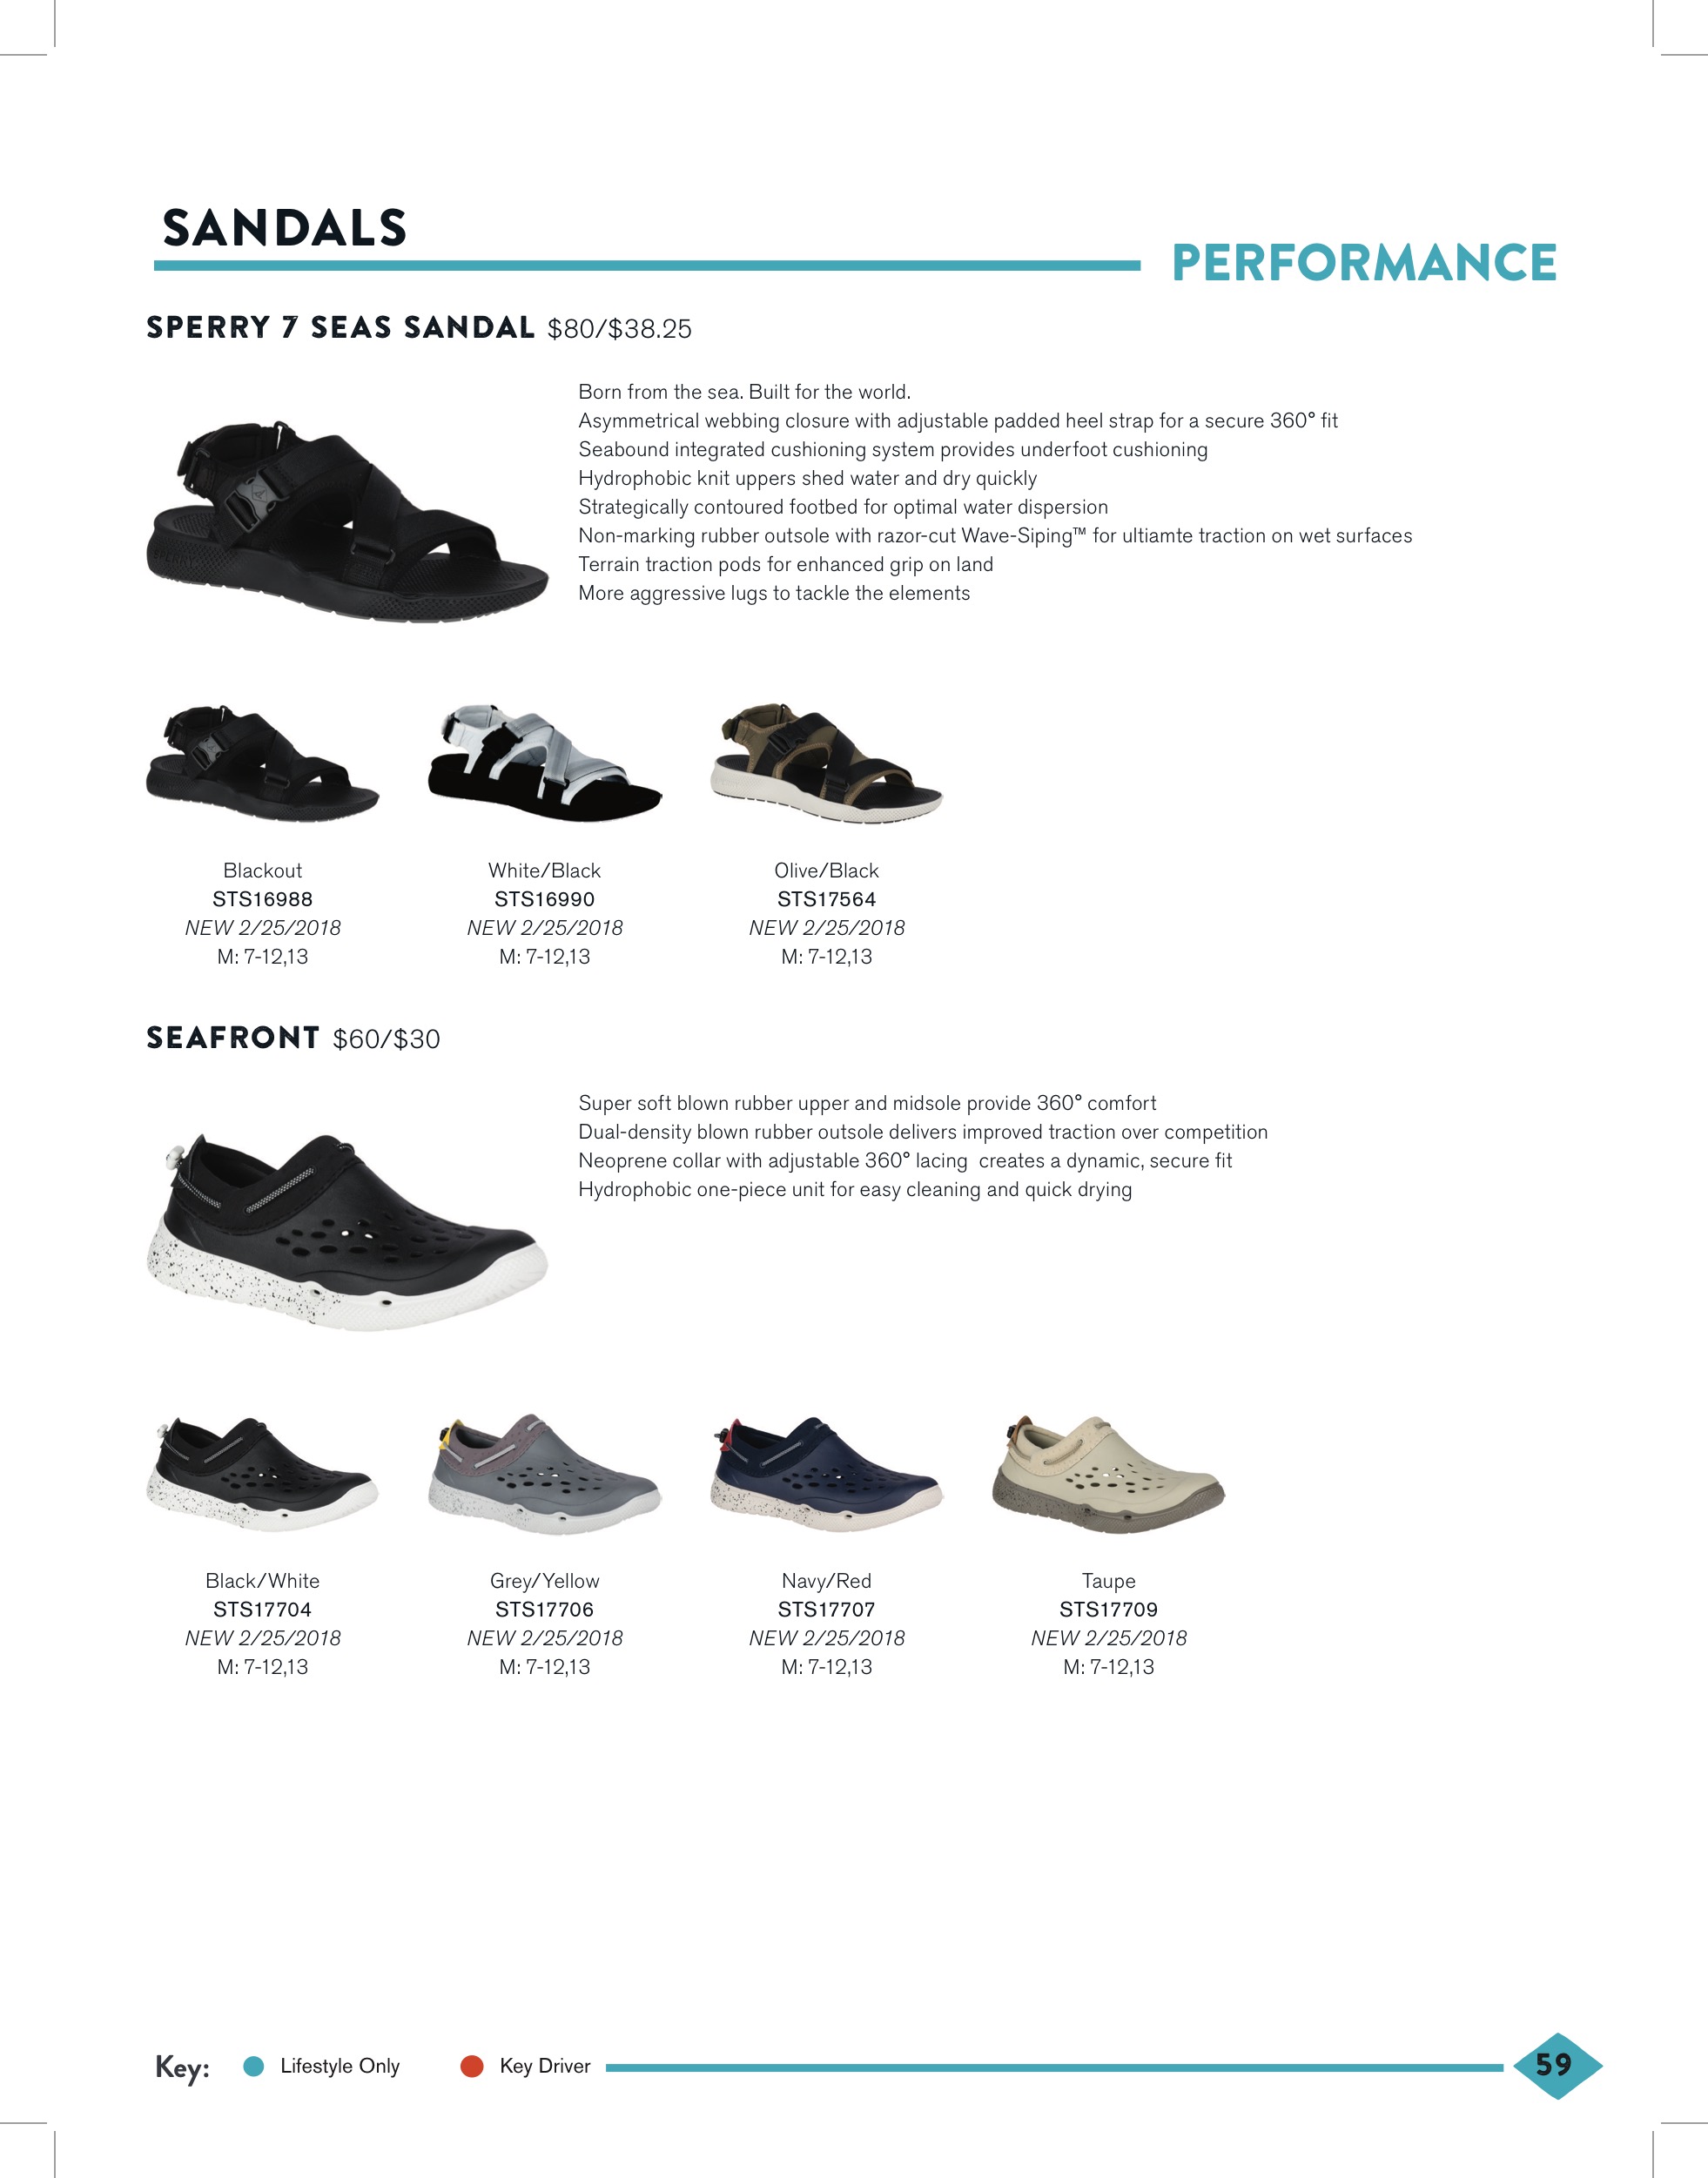 SANDALS
PERFORMANCE
SPERRY 7 SEAS SANDAL $80/$38.25
Born from the sea. Built for the world.
Asymmetrical webbing closure with adjustable padded heel strap for a secure 360° fit
Seabound integrated cushioning system provides underfoot cushioning
Hydrophobic knit uppers shed water and dry quickly
Strategically contoured footbed for optimal water dispersion
Non-marking rubber outsole with razor-cut Wave-Siping™ for ultiamte traction on wet surfaces
Terrain traction pods for enhanced grip on land
More aggressive lugs to tackle the elements
Blackout
STS16988
NEW 2/25/2018
M: 7-12,13
White/Black
STS16990
NEW 2/25/2018
M: 7-12,13
Olive/Black
STS17564
NEW 2/25/2018
M: 7-12,13
SEAFRONT $60/$30
Super soft blown rubber upper and midsole provide 360° comfort
Dual-density blown rubber outsole delivers improved traction over competition
Neoprene collar with adjustable 360° lacing  creates a dynamic, secure fit
Hydrophobic one-piece unit for easy cleaning and quick drying
Black/White
STS17704
NEW 2/25/2018
M: 7-12,13
Grey/Yellow
STS17706
NEW 2/25/2018
M: 7-12,13
Navy/Red
STS17707
NEW 2/25/2018
M: 7-12,13
Taupe
STS17709
NEW 2/25/2018
M: 7-12,13
Key: Lifestyle Only Key Driver
59